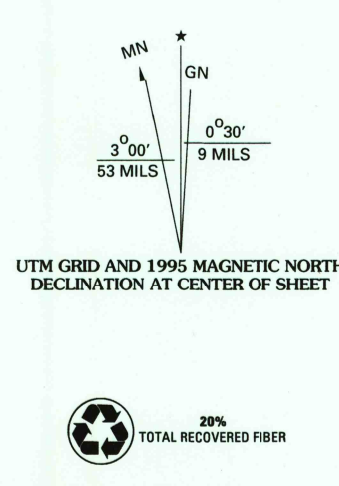 MN
★
GN
3°00'
53 MILS
0°30'
9 MILS
UTM GRID AND 1995 MAGNETIC NORTH
DECLINATION AT CENTER OF SHEET
20%
TOTAL RECOVERED FIBER